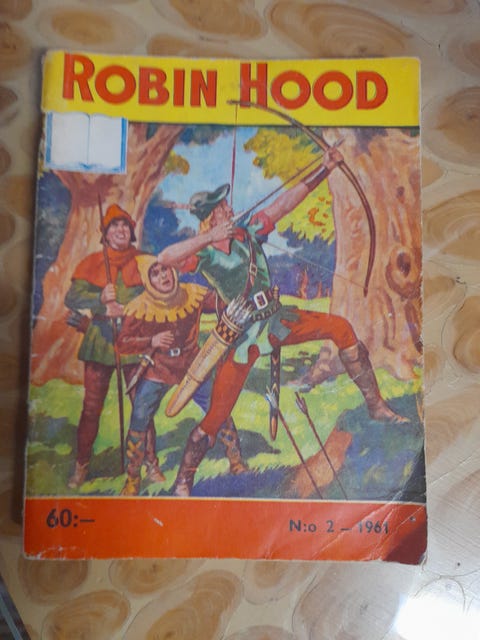 ROBIN HOOD
60:—
N:o 2 – 1961